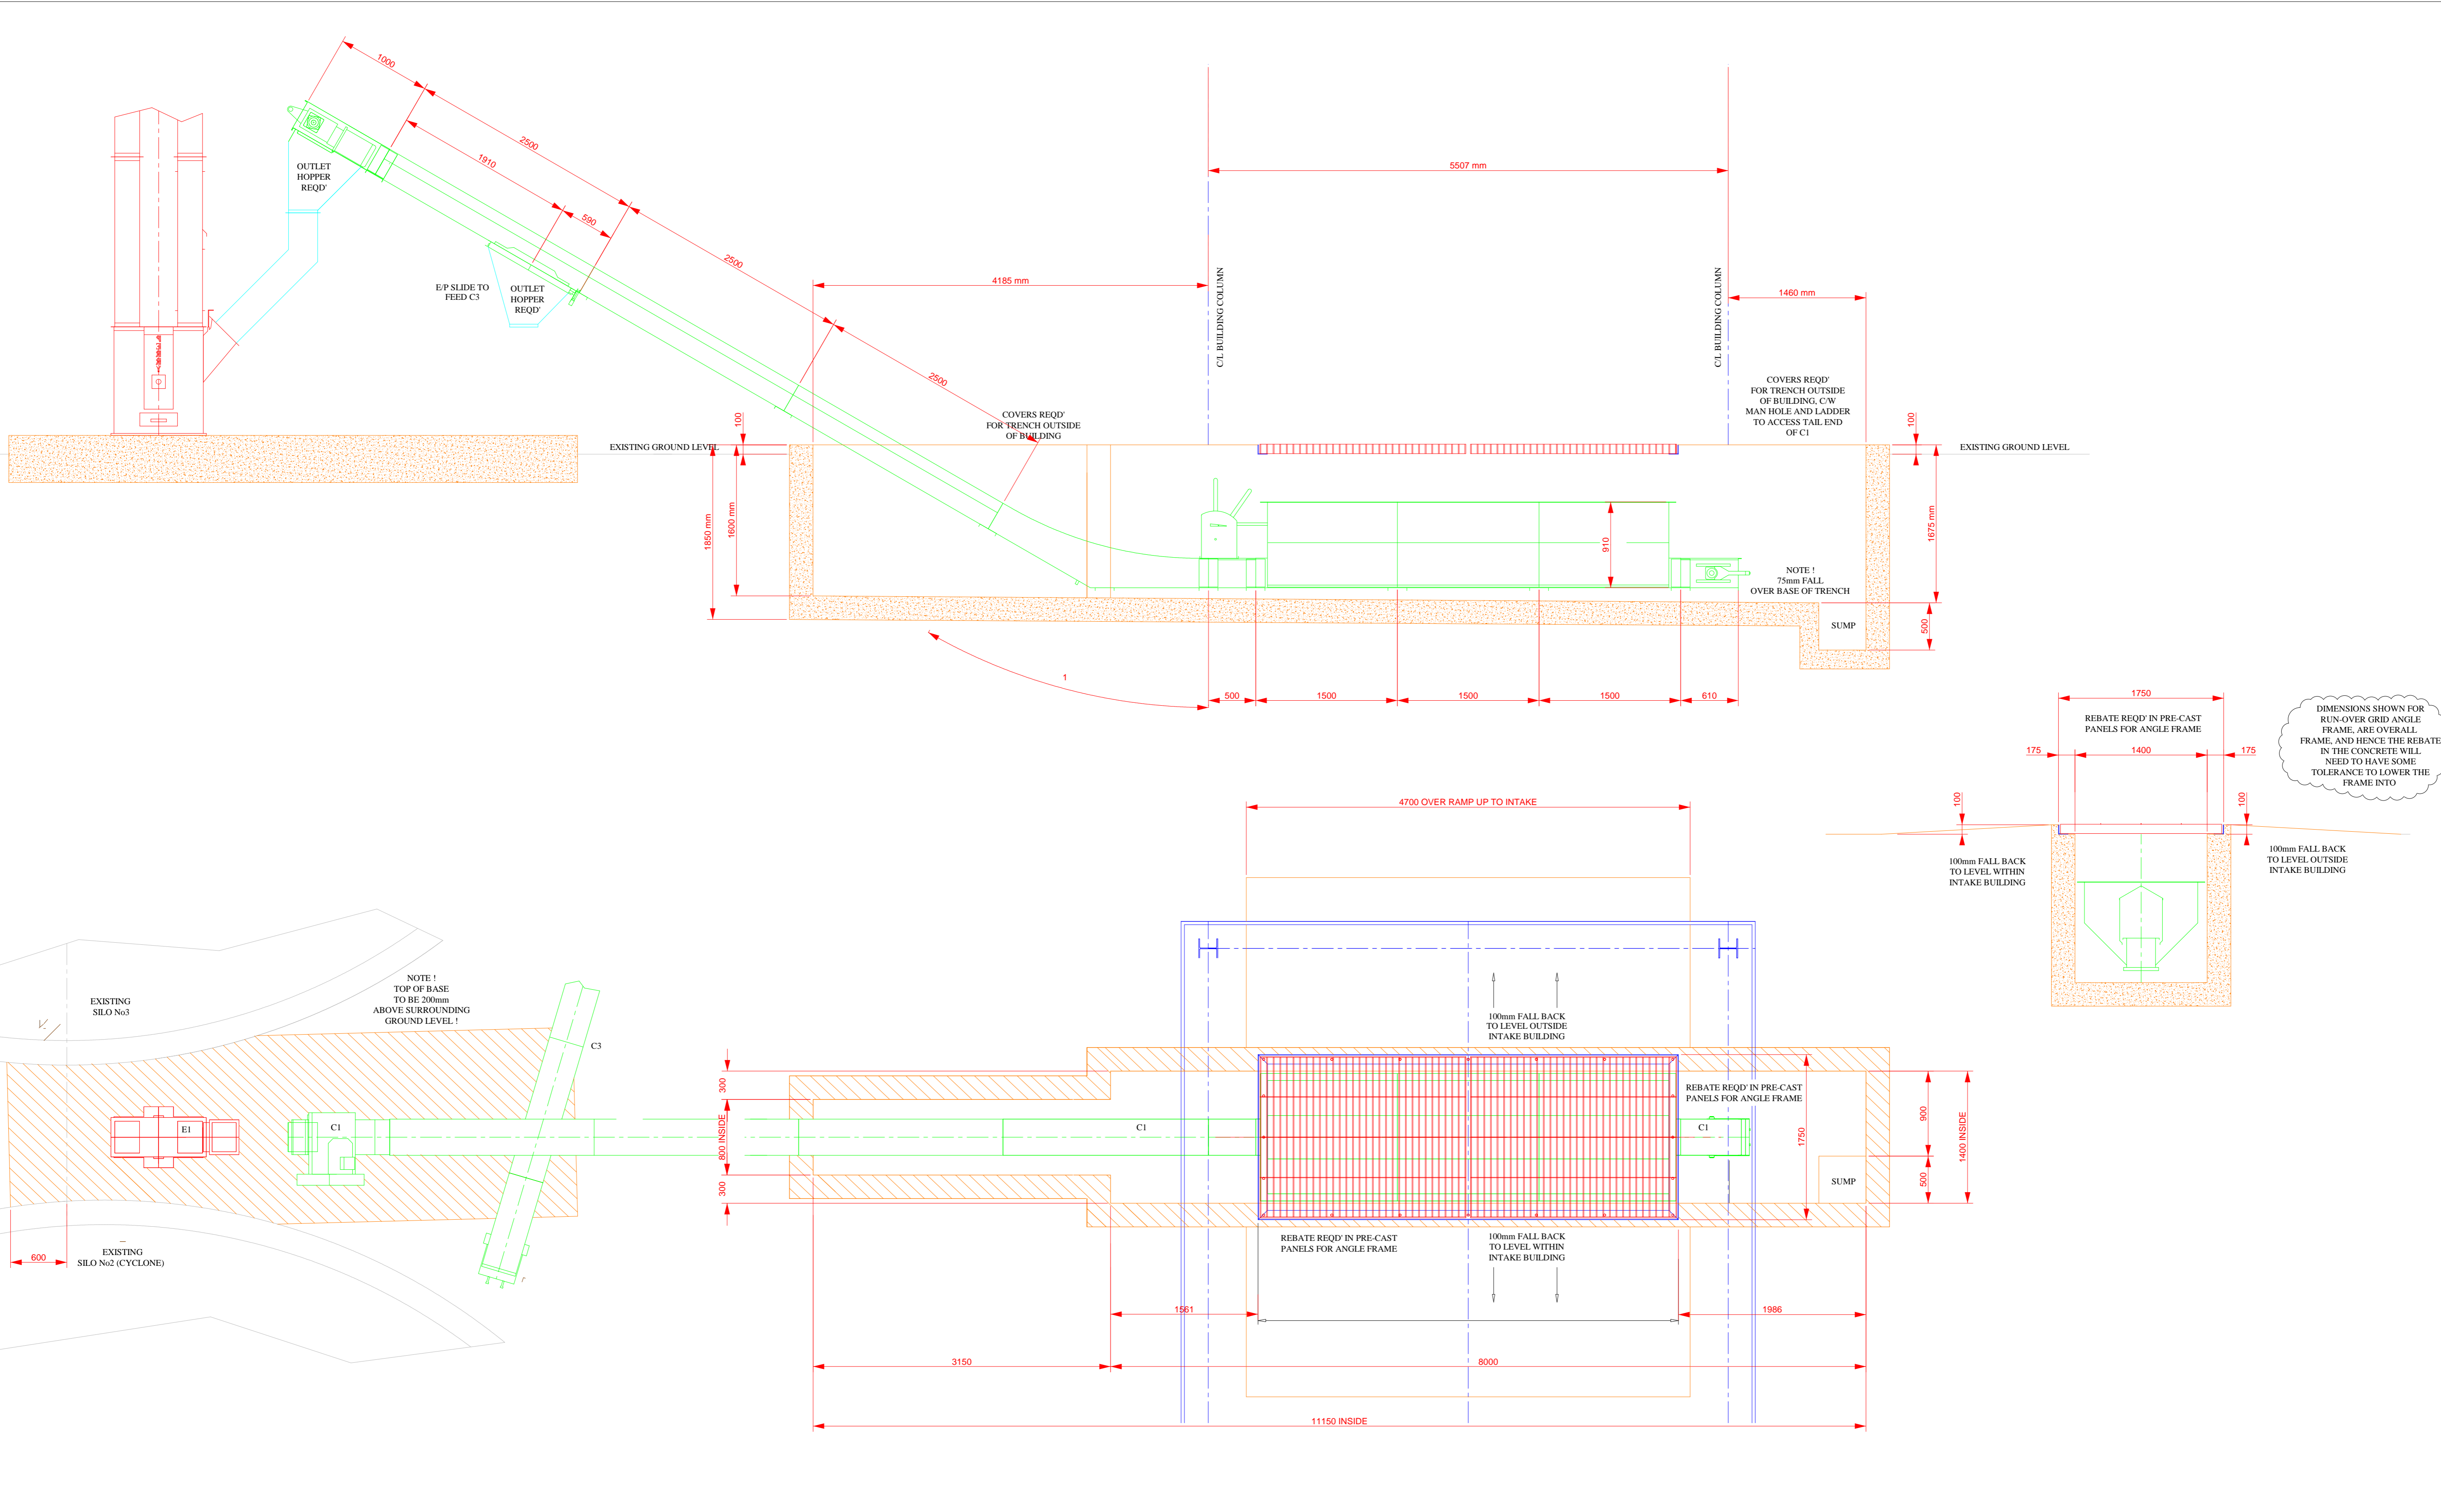 1000
2500
1910
590
OUTLET
HOPPER
REQD'
E/P SLIDE TO
FEED C3
OUTLET
HOPPER
REQD'
2500
2500
5507 mm
4185 mm
1460 mm
C/L BUILDING COLUMN
C/L BUILDING COLUMN
COVERS REQD'
FOR TRENCH OUTSIDE
OF BUILDING
COVERS REQD'
FOR TRENCH OUTSIDE
OF BUILDING, C/W
MAN HOLE AND LADDER
TO ACCESS TAIL END
OF C1
100
100
EXISTING GROUND LEVEL
EXISTING GROUND LEVEL
1850 mm
1600 mm
910
1675 mm
NOTE !
75mm FALL
OVER BASE OF TRENCH
SUMP
500
1
500
1500
1500
1500
610
1750
REBATE REQD' IN PRE-CAST
PANELS FOR ANGLE FRAME
175
1400
175
DIMENSIONS SHOWN FOR
RUN-OVER GRID ANGLE
FRAME, ARE OVERALL
FRAME, AND HENCE THE REBATE
IN THE CONCRETE WILL
NEED TO HAVE SOME
TOLERANCE TO LOWER THE
FRAME INTO
100
100
100mm FALL BACK
TO LEVEL WITHIN
INTAKE BUILDING
100mm FALL BACK
TO LEVEL OUTSIDE
INTAKE BUILDING
4700 OVER RAMP UP TO INTAKE
EXISTING
SILO No3
NOTE !
TOP OF BASE
TO BE 200mm
ABOVE SURROUNDING
GROUND LEVEL !
C3
E1
C1
300
800 INSIDE
300
C1
100mm FALL BACK
TO LEVEL OUTSIDE
INTAKE BUILDING
REBATE REQD' IN PRE-CAST
PANELS FOR ANGLE FRAME
C1
1750
900
500
1400 INSIDE
SUMP
EXISTING
SILO No2 (CYCLONE)
600
REBATE REQD' IN PRE-CAST
PANELS FOR ANGLE FRAME
100mm FALL BACK
TO LEVEL WITHIN
INTAKE BUILDING
1561
1986
3150
8000
11150 INSIDE